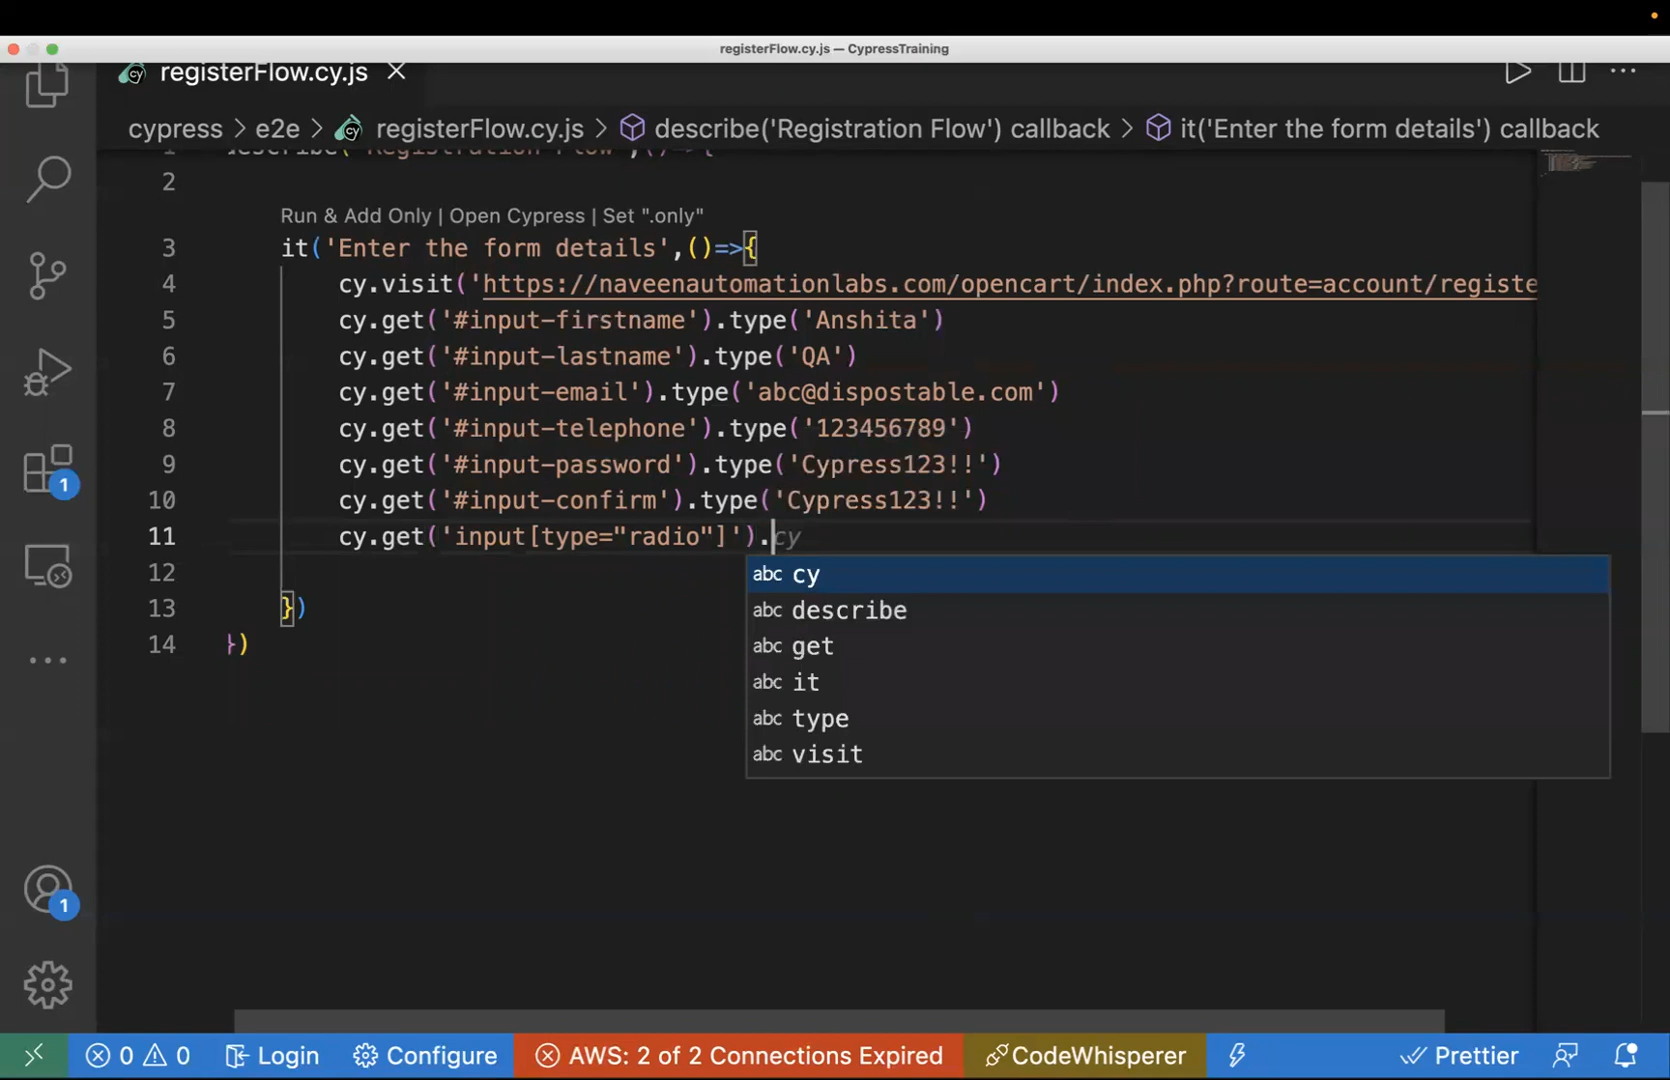 registerFlow.cy.js — CypressTraining
registerFlow.cy.js
cypress > e2e > registerFlow.cy.js > describe('Registration Flow') callback > it('Enter the form details') callback
1 describe('Registration Flow',()=>{
2
Run & Add Only | Open Cypress | Set ".only"
3 it('Enter the form details',()=>{
4 cy.visit('https://naveenautomationlabs.com/opencart/index.php?route=account/registe
5 cy.get('#input-firstname').type('Anshita')
6 cy.get('#input-lastname').type('QA')
7 cy.get('#input-email').type('abc@dispostable.com')
8 cy.get('#input-telephone').type('123456789')
9 cy.get('#input-password').type('Cypress123!!')
10 cy.get('#input-confirm').type('Cypress123!!')
11 cy.get('input[type="radio"]').cy
12
abc cy
abc describe
13 })
abc get
14 })
abc it
abc type
abc visit
1
1
0 0 Login Configure AWS: 2 of 2 Connections Expired CodeWhisperer Prettier